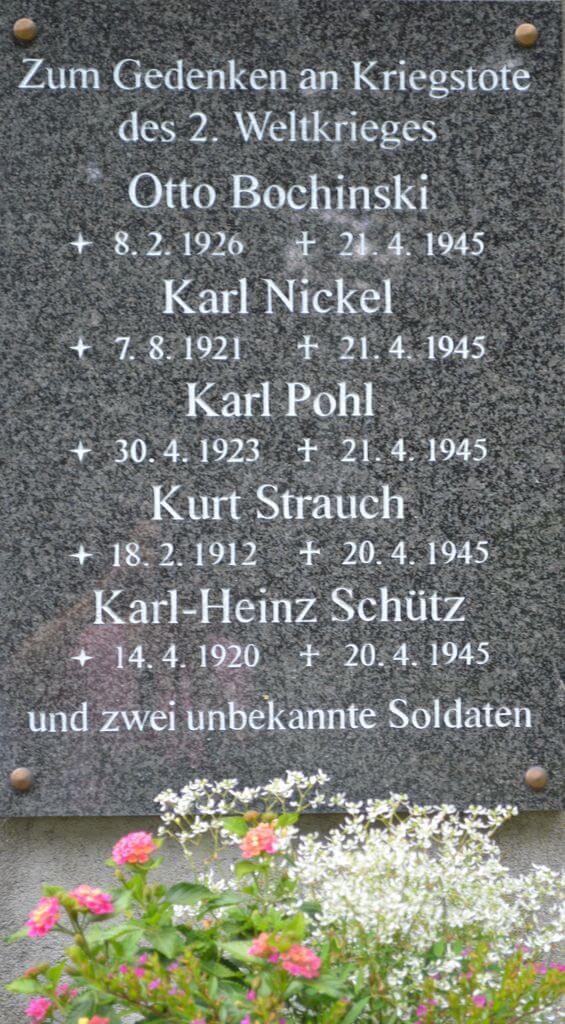 Zum Gedenken an Kriegstote
des 2. Weltkrieges
Otto Bochinski
✦ 8. 2. 1926 ✝ 21. 4. 1945
Karl Nickel
✦ 7. 8. 1921 ✝ 21. 4. 1945
Karl Pohl
✦ 30. 4. 1923 ✝ 21. 4. 1945
Kurt Strauch
✦ 18. 2. 1912 ✝ 20. 4. 1945
Karl-Heinz Schütz
✦ 14. 4. 1920 ✝ 20. 4. 1945
und zwei unbekannte Soldaten